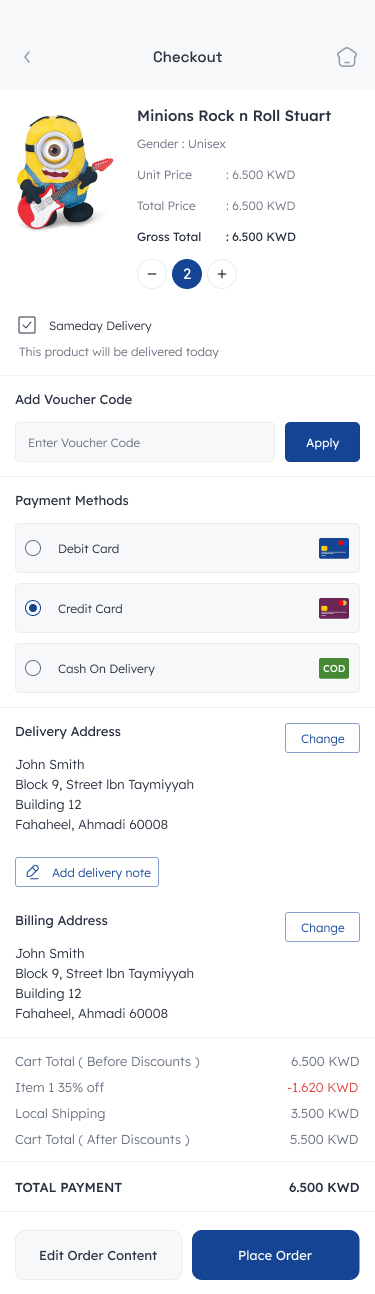 Checkout
Minions Rock n Roll Stuart
Gender : Unisex
Unit Price : 6.500 KWD
Total Price : 6.500 KWD
Gross Total : 6.500 KWD
2
Sameday Delivery
This product will be delivered today
Add Voucher Code
Enter Voucher Code
Apply
Payment Methods
Debit Card
Credit Card
Cash On Delivery
COD
Delivery Address
Change
John Smith
Block 9, Street Ibn Taymiyyah
Building 12
Fahaheel, Ahmadi 60008
Add delivery note
Billing Address
Change
John Smith
Block 9, Street Ibn Taymiyyah
Building 12
Fahaheel, Ahmadi 60008
Cart Total ( Before Discounts ) 6.500 KWD
Item 1 35% off -1.620 KWD
Local Shipping 3.500 KWD
Cart Total ( After Discounts ) 5.500 KWD
TOTAL PAYMENT 6.500 KWD
Edit Order Content
Place Order